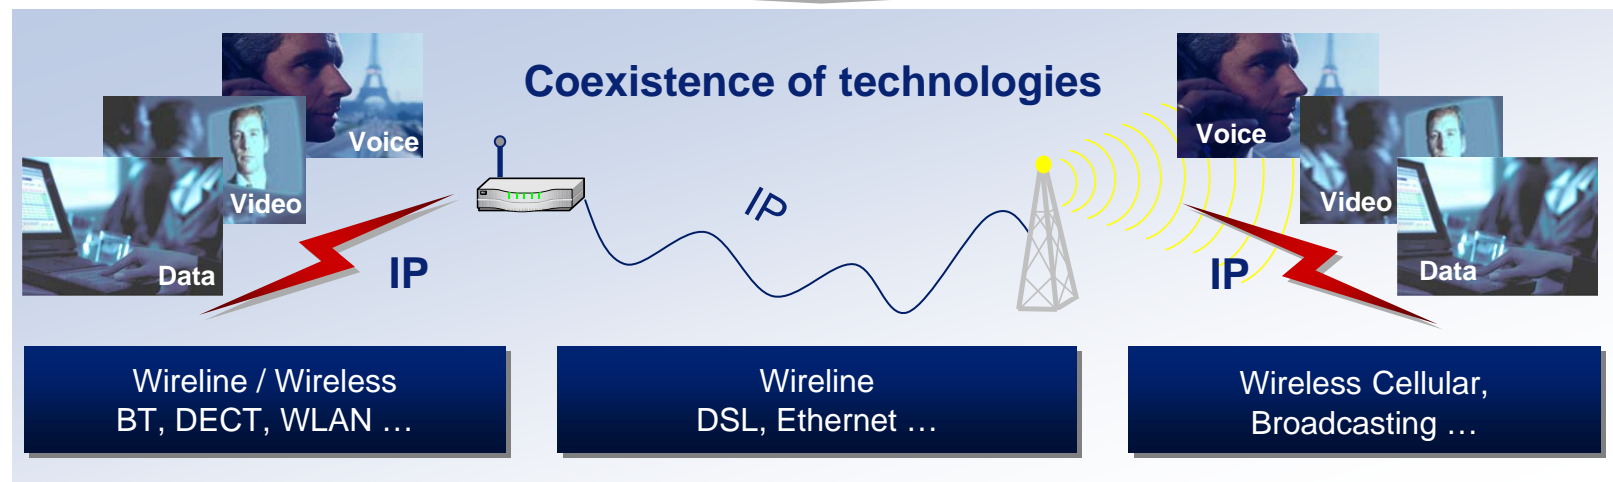 Coexistence of technologies
Voice
Video
Data
IP
IP
Voice
Video
Data
IP
Wireline / Wireless
BT, DECT, WLAN …
Wireline
DSL, Ethernet …
Wireless Cellular,
Broadcasting …